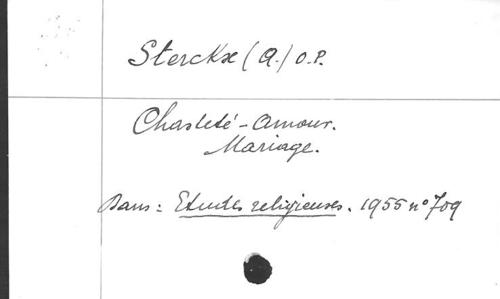 Sterckx (A.) O.P.
Chasteté - Amour.
Mariage.
Dans : Etudes religieuses. 1955 n° 709